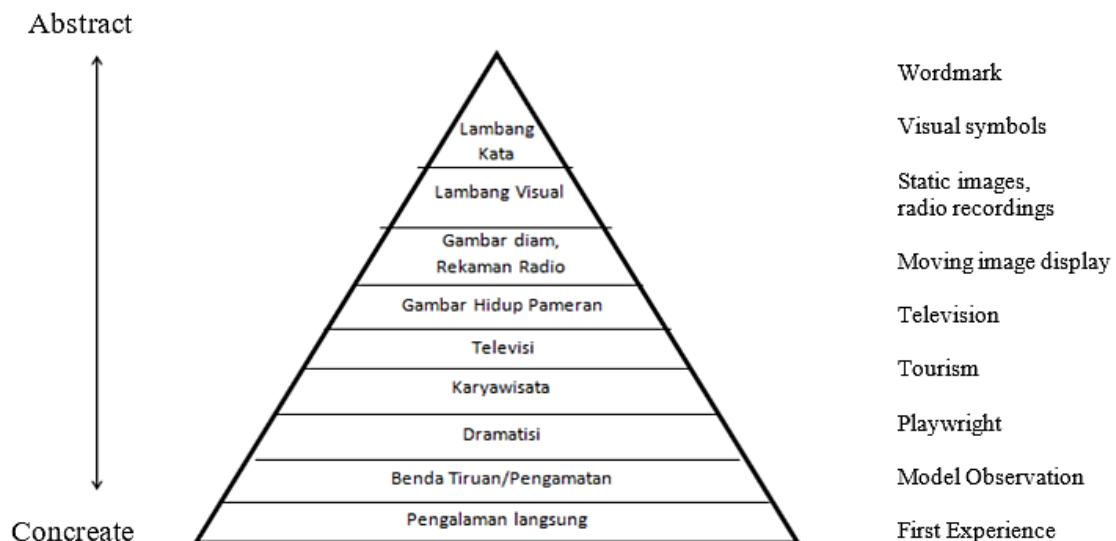 Abstract
Wordmark
Lambang
Kata
Visual symbols
Lambang Visual
Static images,
radio recordings
Gambar diam,
Rekaman Radio
Moving image display
Gambar Hidup Pameran
Television
Televisi
Tourism
Karyawisata
Playwright
Dramatisi
Model Observation
Benda Tiruan/Pengamatan
Pengalaman langsung
Concreate
First Experience